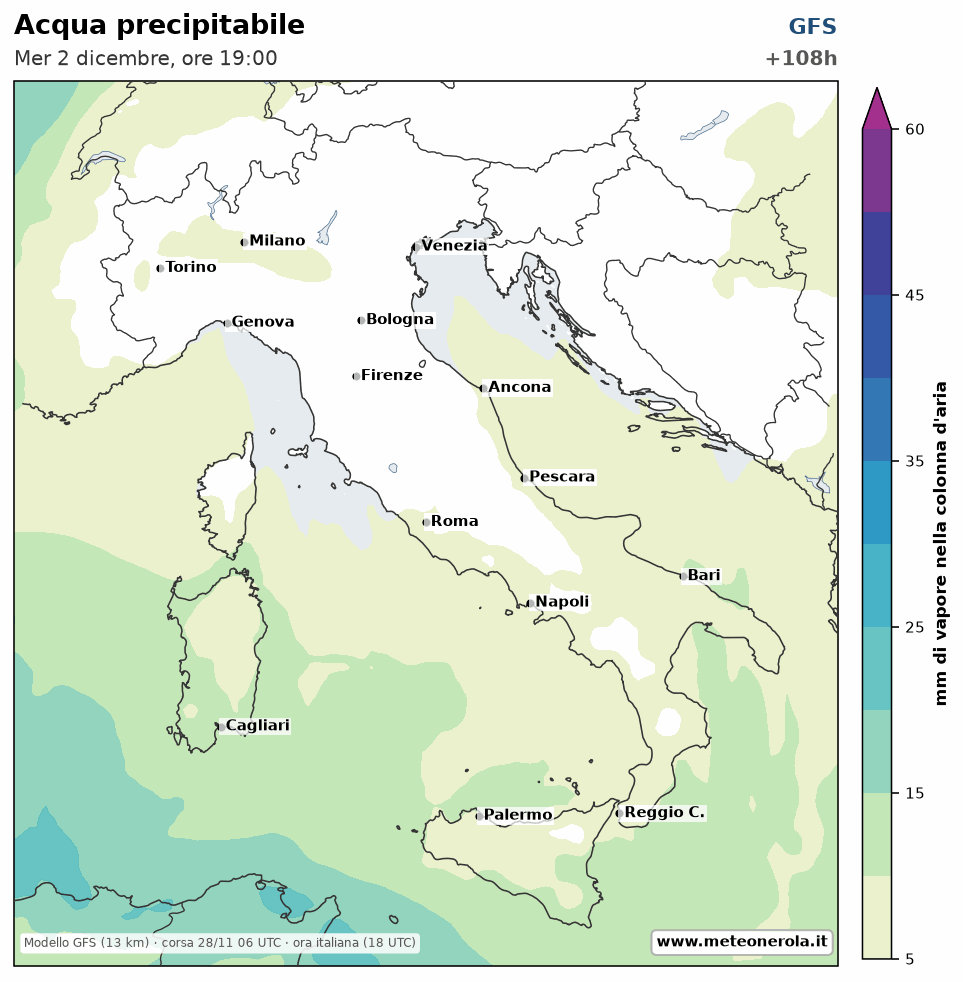 Acqua precipitabile
GFS
Mer 2 dicembre, ore 19:00
+108h
Milano
Venezia
Torino
Genova
Bologna
Firenze
Ancona
Pescara
Roma
Bari
Napoli
Cagliari
Palermo
Reggio C.
60
45
35
25
15
5
mm di vapore nella colonna d'aria
Modello GFS (13 km) · corsa 28/11 06 UTC · ora italiana (18 UTC)
www.meteonerola.it